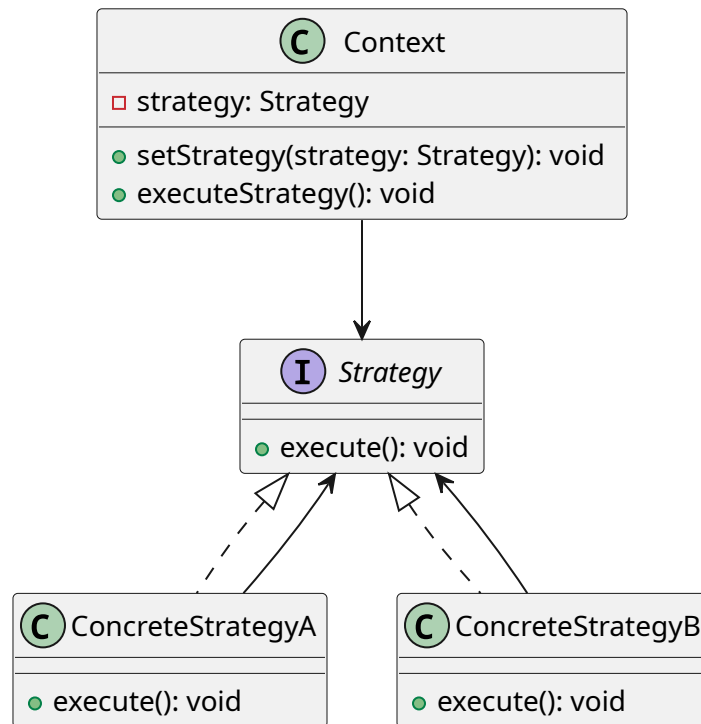 C Context
strategy: Strategy
setStrategy(strategy: Strategy): void
executeStrategy(): void
I Strategy
execute(): void
C ConcreteStrategyA
C ConcreteStrategyB
execute(): void
execute(): void